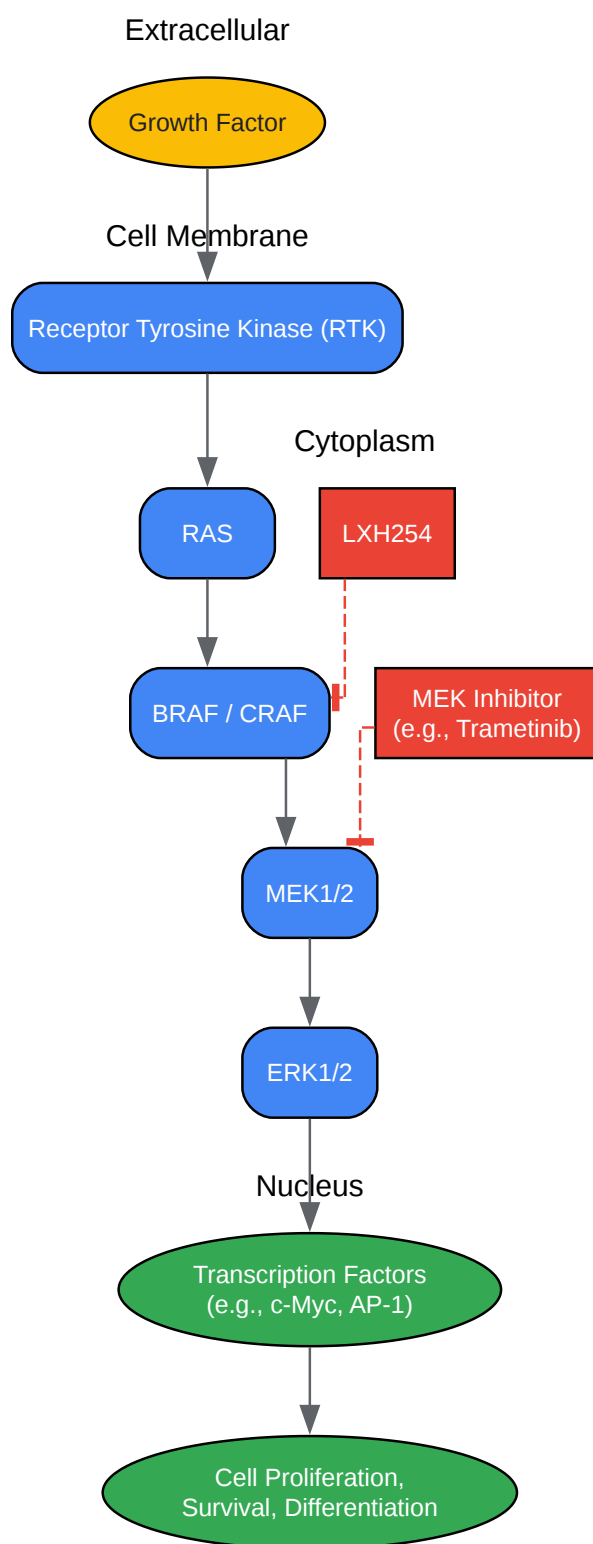 Extracellular
Growth Factor
Cell Membrane
Receptor Tyrosine Kinase (RTK)
Cytoplasm
RAS
LXH254
BRAF / CRAF
MEK Inhibitor
(e.g., Trametinib)
MEK1/2
ERK1/2
Nucleus
Transcription Factors
(e.g., c-Myc, AP-1)
Cell Proliferation,
Survival, Differentiation